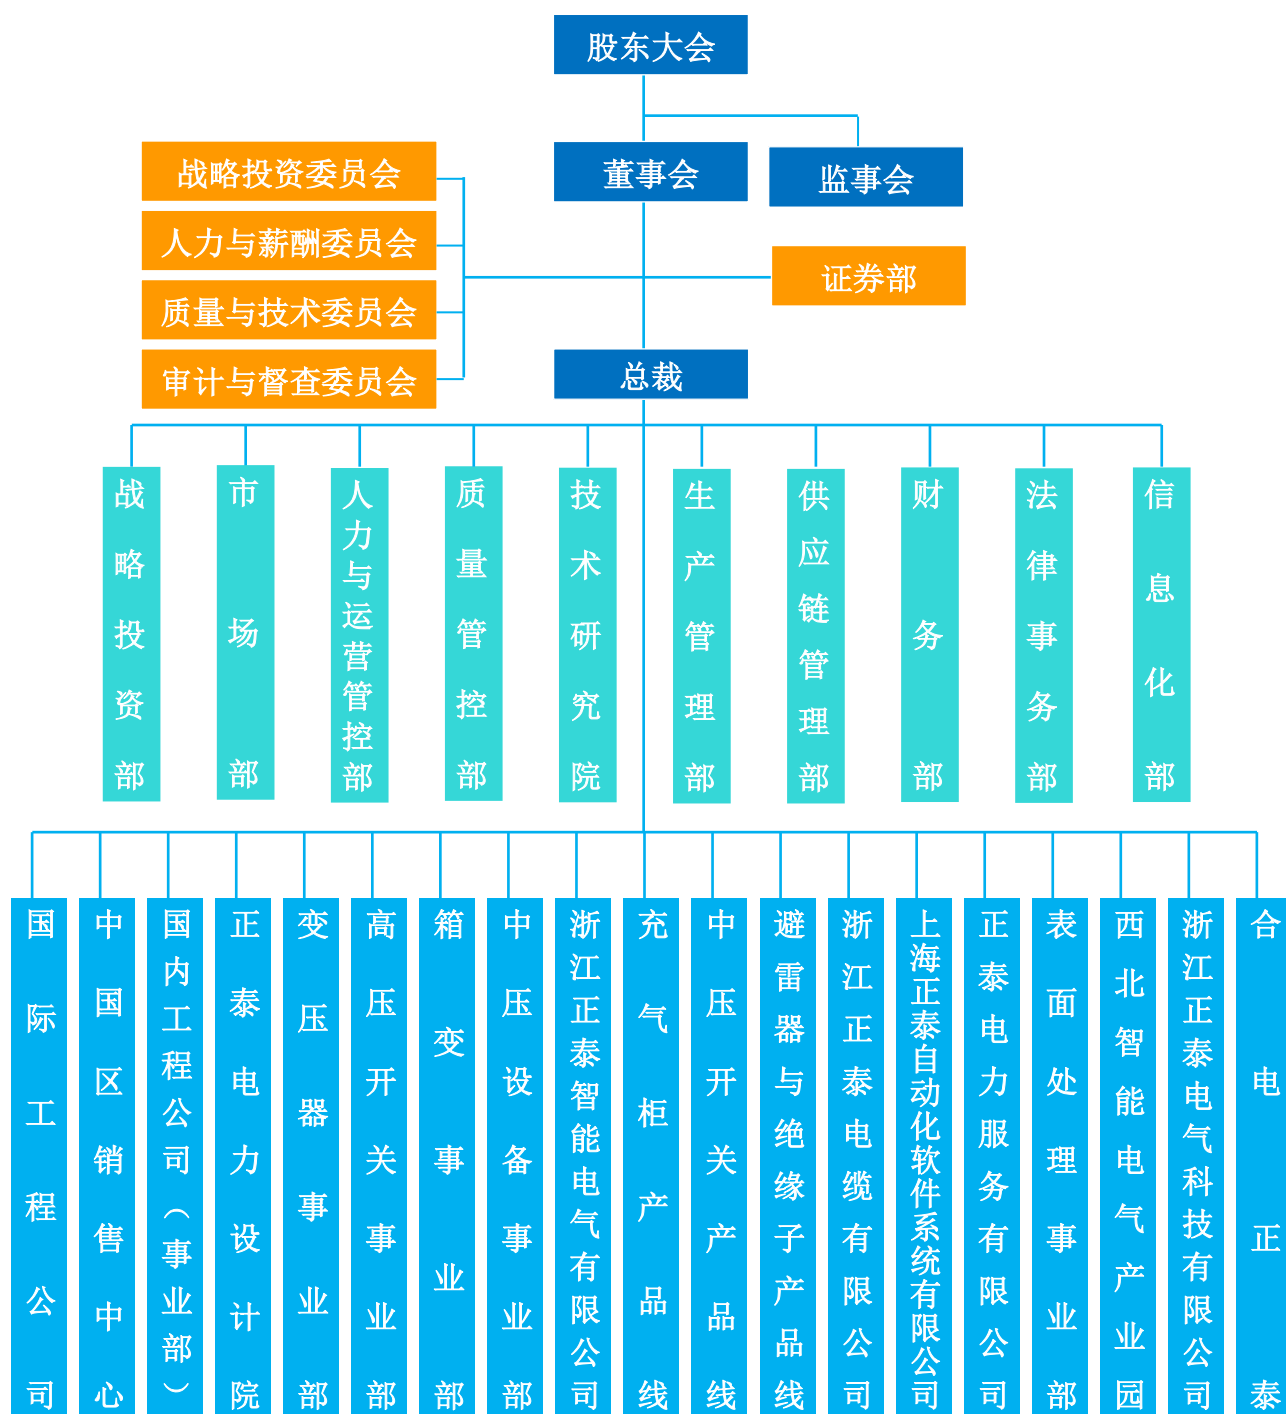 股东大会
董事会
监事会
战略投资委员会
人力与薪酬委员会
质量与技术委员会
审计与督查委员会
证券部
总裁
战略投资部
市场部
人力与运营管控部
质量管控部
技术研究院
生产管理部
供应链管理部
财务部
法律事务部
信息化部
国际工程公司
中国区销售中心
国内工程公司（事业部）
正泰电力设计院
变压器事业部
高压开关事业部
箱变事业部
中压设备事业部
浙江正泰智能电气有限公司
充气柜产品线
中压开关产品线
避雷器与绝缘子产品线
浙江正泰电缆有限公司
上海正泰自动化软件系统有限公司
正泰电力服务有限公司
表面处理事业部
西北智能电气产业园
浙江正泰电气科技有限公司
合电正泰